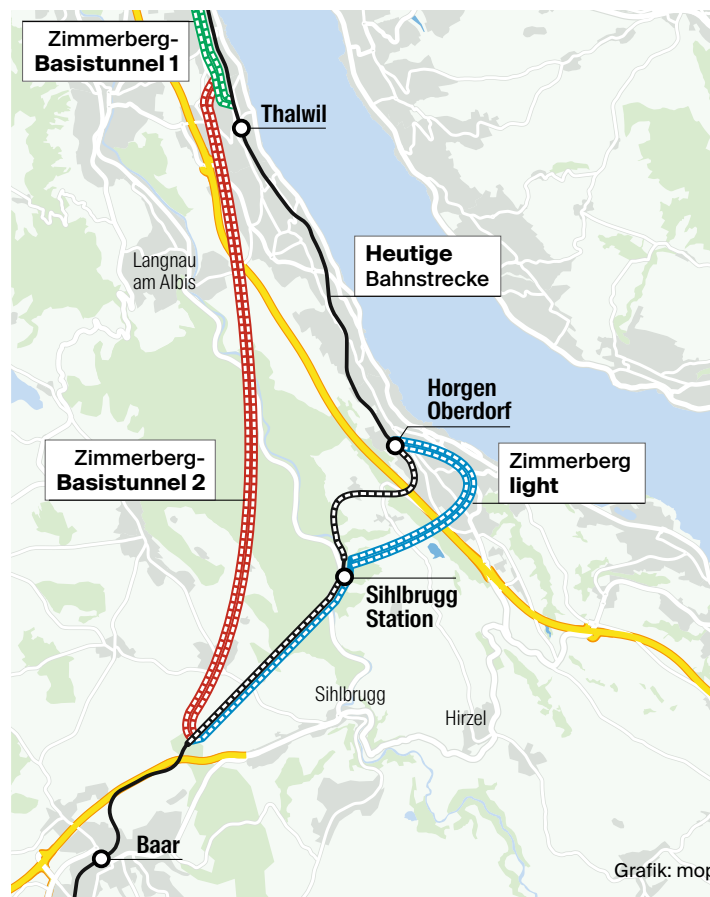 Zimmerberg-
Basistunnel 1
Thalwil
Langnau
am Albis
Heutige
Bahnstrecke
Horgen
Oberdorf
Zimmerberg-
Basistunnel 2
Zimmerberg
light
Sihlbrugg
Station
Sihlbrugg
Hirzel
Baar
Grafik: mop